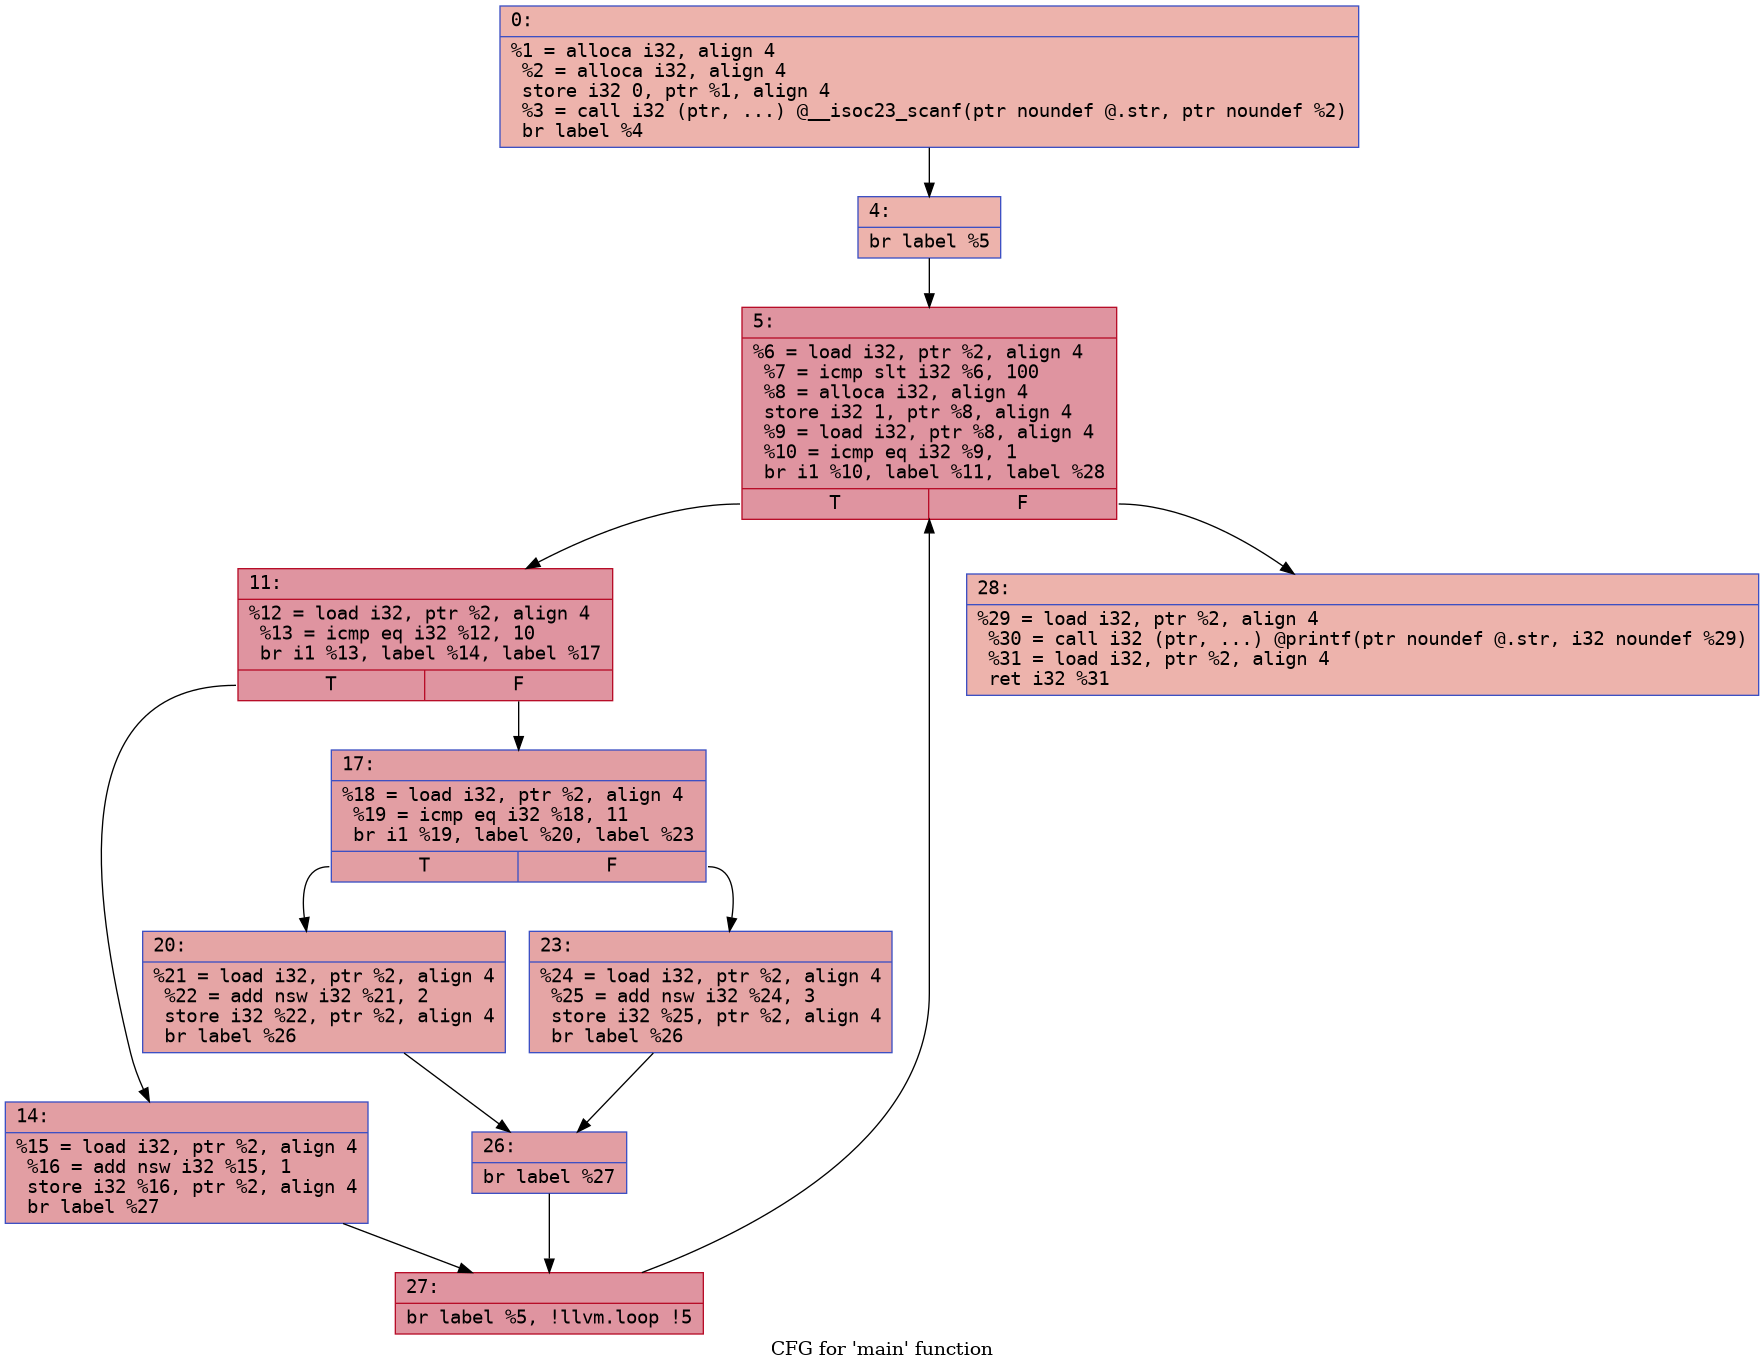 0:
%1 = alloca i32, align 4
%2 = alloca i32, align 4
store i32 0, ptr %1, align 4
%3 = call i32 (ptr, ...) @__isoc23_scanf(ptr noundef @.str, ptr noundef %2)
br label %4
4:
br label %5
5:
%6 = load i32, ptr %2, align 4
%7 = icmp slt i32 %6, 100
%8 = alloca i32, align 4
store i32 1, ptr %8, align 4
%9 = load i32, ptr %8, align 4
%10 = icmp eq i32 %9, 1
br i1 %10, label %11, label %28
T F
11:
%12 = load i32, ptr %2, align 4
%13 = icmp eq i32 %12, 10
br i1 %13, label %14, label %17
T F
28:
%29 = load i32, ptr %2, align 4
%30 = call i32 (ptr, ...) @printf(ptr noundef @.str, i32 noundef %29)
%31 = load i32, ptr %2, align 4
ret i32 %31
17:
%18 = load i32, ptr %2, align 4
%19 = icmp eq i32 %18, 11
br i1 %19, label %20, label %23
T F
20:
%21 = load i32, ptr %2, align 4
%22 = add nsw i32 %21, 2
store i32 %22, ptr %2, align 4
br label %26
23:
%24 = load i32, ptr %2, align 4
%25 = add nsw i32 %24, 3
store i32 %25, ptr %2, align 4
br label %26
14:
%15 = load i32, ptr %2, align 4
%16 = add nsw i32 %15, 1
store i32 %16, ptr %2, align 4
br label %27
26:
br label %27
27:
br label %5, !llvm.loop !5
CFG for 'main' function